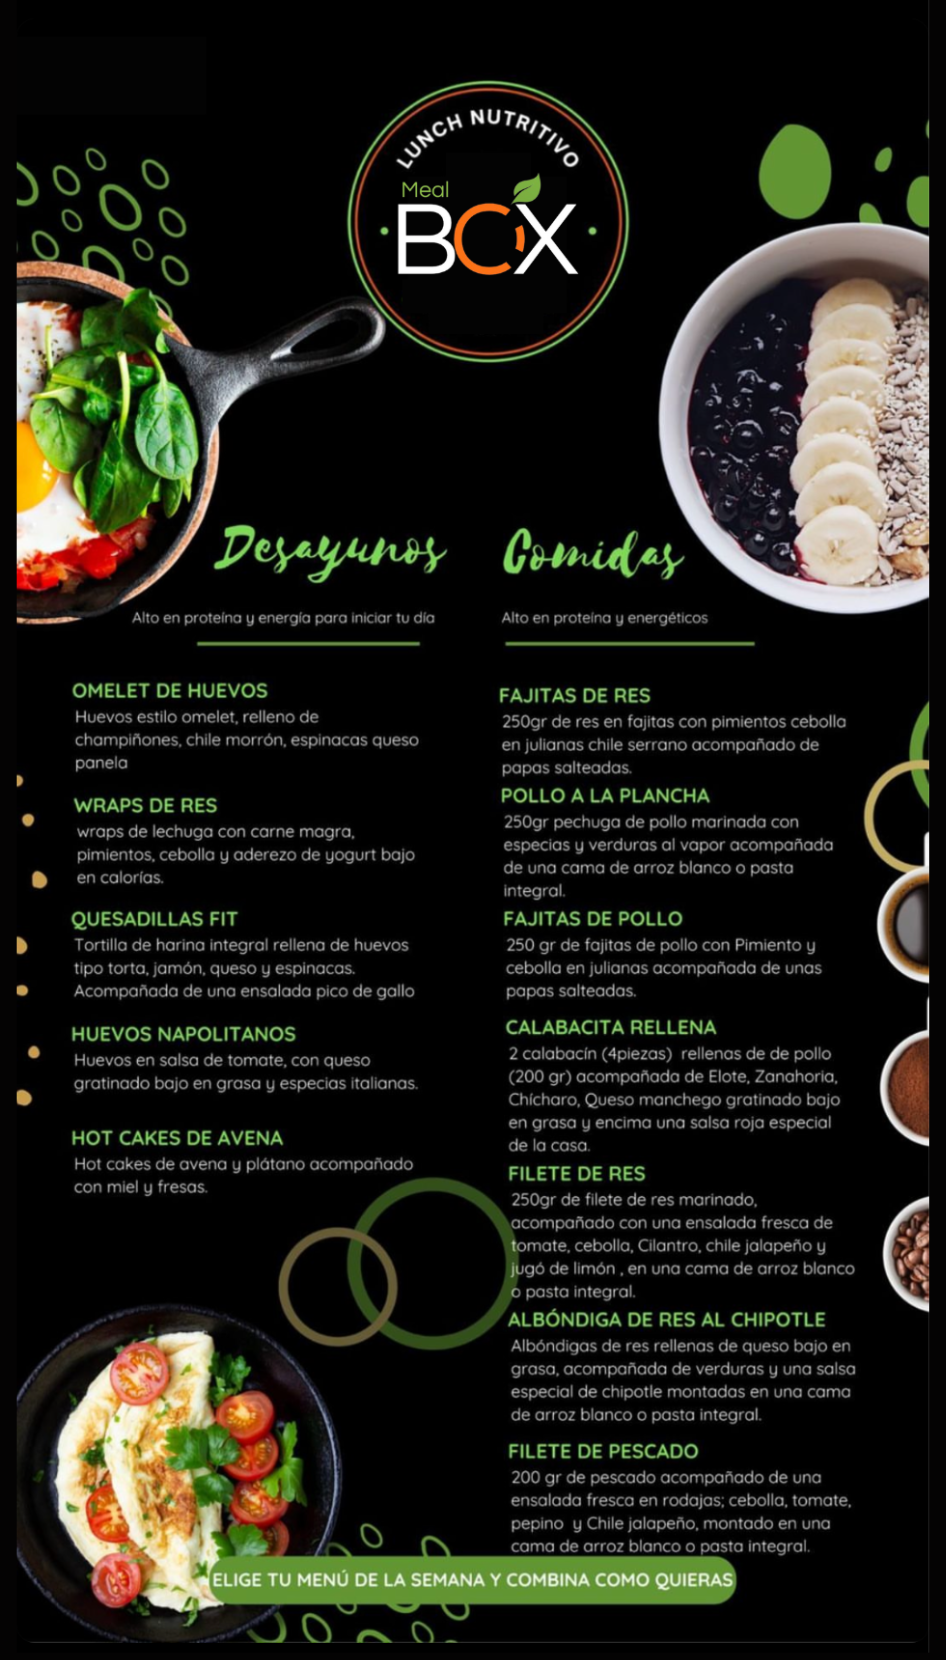 LUNCH NUTRITIVO
Meal
BOX
Desayunos
Alto en proteína y energía para iniciar tu día
OMELET DE HUEVOS
Huevos estilo omelet, relleno de
champiñones, chile morrón, espinacas queso
panela
WRAPS DE RES
wraps de lechuga con carne magra,
pimientos, cebolla y aderezo de yogurt bajo
en calorías.
QUESADILLAS FIT
Tortilla de harina integral rellena de huevos
tipo torta, jamón, queso y espinacas.
Acompañada de una ensalada pico de gallo
HUEVOS NAPOLITANOS
Huevos en salsa de tomate, con queso
gratinado bajo en grasa y especias italianas.
HOT CAKES DE AVENA
Hot cakes de avena y plátano acompañado
con miel y fresas.
Comidas
Alto en proteína y energéticos
FAJITAS DE RES
250gr de res en fajitas con pimientos cebolla
en julianas chile serrano acompañado de
papas salteadas.
POLLO A LA PLANCHA
250gr pechuga de pollo marinada con
especias y verduras al vapor acompañada
de una cama de arroz blanco o pasta
integral.
FAJITAS DE POLLO
250 gr de fajitas de pollo con Pimiento y
cebolla en julianas acompañada de unas
papas salteadas.
CALABACITA RELLENA
2 calabacín (4piezas) rellenas de de pollo
(200 gr) acompañada de Elote, Zanahoria,
Chícharo, Queso manchego gratinado bajo
en grasa y encima una salsa roja especial
de la casa.
FILETE DE RES
250gr de filete de res marinado,
acompañado con una ensalada fresca de
tomate, cebolla, Cilantro, chile jalapeño y
jugó de limón , en una cama de arroz blanco
o pasta integral.
ALBÓNDIGA DE RES AL CHIPOTLE
Albóndigas de res rellenas de queso bajo en
grasa, acompañada de verduras y una salsa
especial de chipotle montadas en una cama
de arroz blanco o pasta integral.
FILETE DE PESCADO
200 gr de pescado acompañado de una
ensalada fresca en rodajas; cebolla, tomate,
pepino y Chile jalapeño, montado en una
cama de arroz blanco o pasta integral.
ELIGE TU MENÚ DE LA SEMANA Y COMBINA COMO QUIERAS